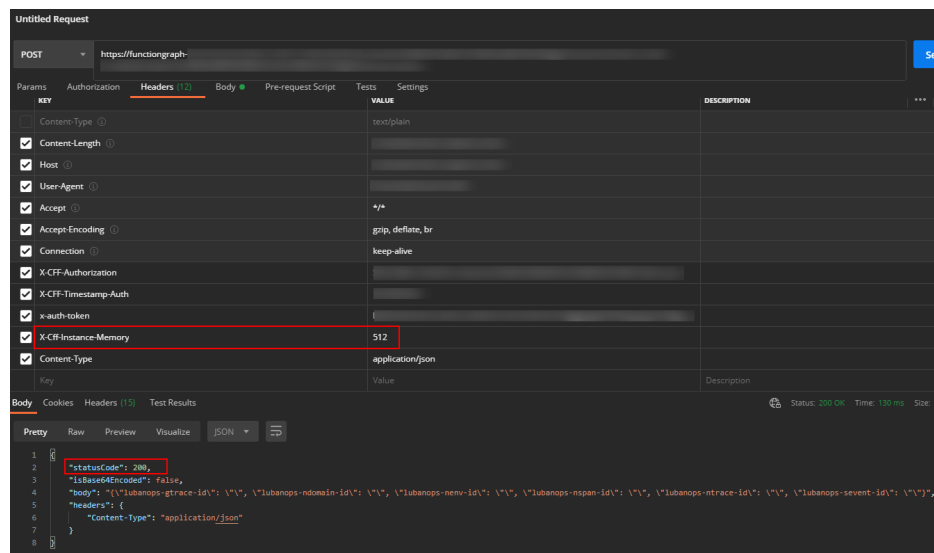 Untitled Request
POST https://functiongraph-
Se
Params Authorization Headers (12) Body Pre-request Script Tests Settings
KEY VALUE DESCRIPTION
Content-Type text/plain
Content-Length
Host
User-Agent
Accept */*
Accept-Encoding gzip, deflate, br
Connection keep-alive
X-CFF-Authorization
X-CFF-Timestamp-Auth
x-auth-token
X-Cff-Instance-Memory 512
Content-Type application/json
Key Value Description
Body Cookies Headers (15) Test Results Status: 200 OK Time: 130 ms Size:
Pretty Raw Preview Visualize JSON
1 {
2 "statusCode": 200,
3 "isBase64Encoded": false,
4 "body": "{\"lubanops-gtrace-id\": \"\", \"lubanops-ndomain-id\": \"\", \"lubanops-nenv-id\": \"\", \"lubanops-nspan-id\": \"\", \"lubanops-ntrace-id\": \"\", \"lubanops-sevent-id\": \"\"}",
5 "headers": {
6 "Content-Type": "application/json"
7 }
8 }